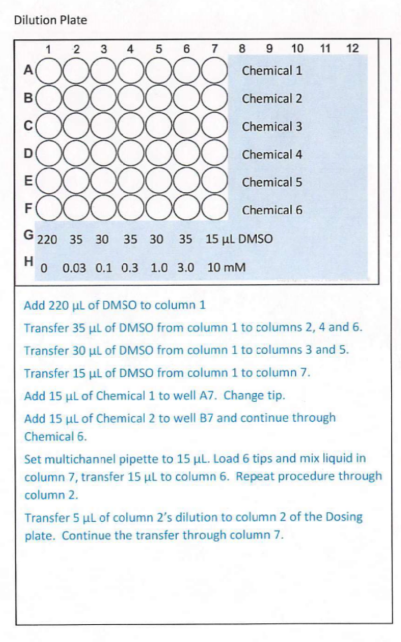 Dilution Plate
1 2 3 4 5 6 7 8 9 10 11 12
A Chemical 1
B Chemical 2
C Chemical 3
D Chemical 4
E Chemical 5
F Chemical 6
G 220 35 30 35 30 35 15 µL DMSO
H 0 0.03 0.1 0.3 1.0 3.0 10 mM
Add 220 µL of DMSO to column 1
Transfer 35 µL of DMSO from column 1 to columns 2, 4 and 6.
Transfer 30 µL of DMSO from column 1 to columns 3 and 5.
Transfer 15 µL of DMSO from column 1 to column 7.
Add 15 µL of Chemical 1 to well A7. Change tip.
Add 15 µL of Chemical 2 to well B7 and continue through
Chemical 6.
Set multichannel pipette to 15 µL. Load 6 tips and mix liquid in
column 7, transfer 15 µL to column 6. Repeat procedure through
column 2.
Transfer 5 µL of column 2's dilution to column 2 of the Dosing
plate. Continue the transfer through column 7.